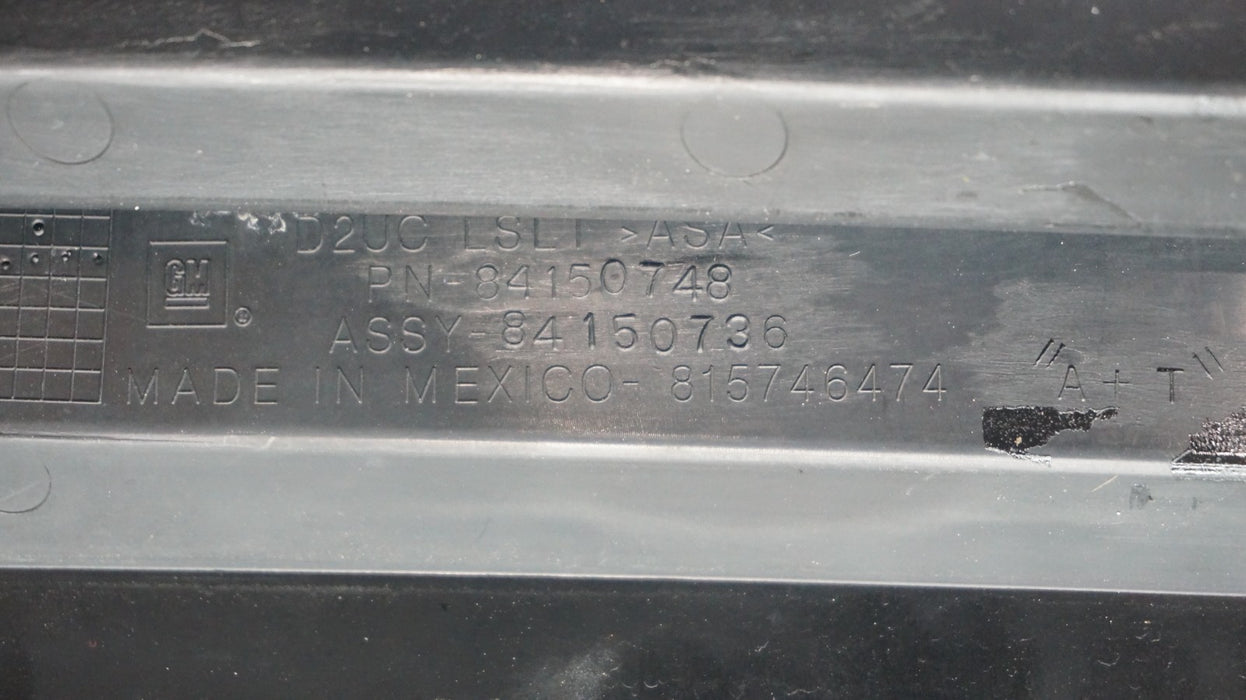 D2UC LSLT >ASA<
GM ®
PN-84150748
ASSY-84150736
MADE IN MEXICO- 815746474 "A+T"